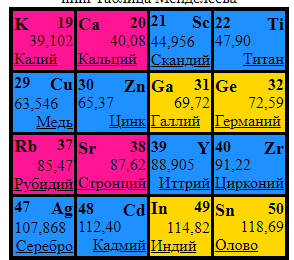 K 19 Ca 20 21 Sc 22 Ti
39,102 40,08 44,956 47,90
Калий Кальций Скандий Титан
29 Cu 30 Zn Ga 31 Ge 32
63,546 65,37 69,72 72,59
Медь Цинк Галлий Германий
Rb 37 Sr 38 39 Y 40 Zr
85,47 87,62 88,905 91,22
Рубидий Стронций Иттрий Цирконий
47 Ag 48 Cd In 49 Sn 50
107,868 112,40 114,82 118,69
Серебро Кадмий Индий Олово